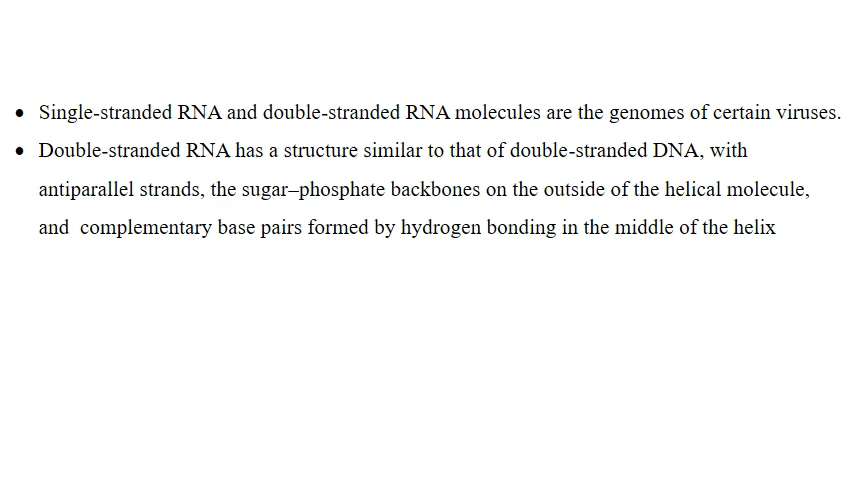 • Single-stranded RNA and double-stranded RNA molecules are the genomes of certain viruses.
• Double-stranded RNA has a structure similar to that of double-stranded DNA, with
antiparallel strands, the sugar–phosphate backbones on the outside of the helical molecule,
and  complementary base pairs formed by hydrogen bonding in the middle of the helix